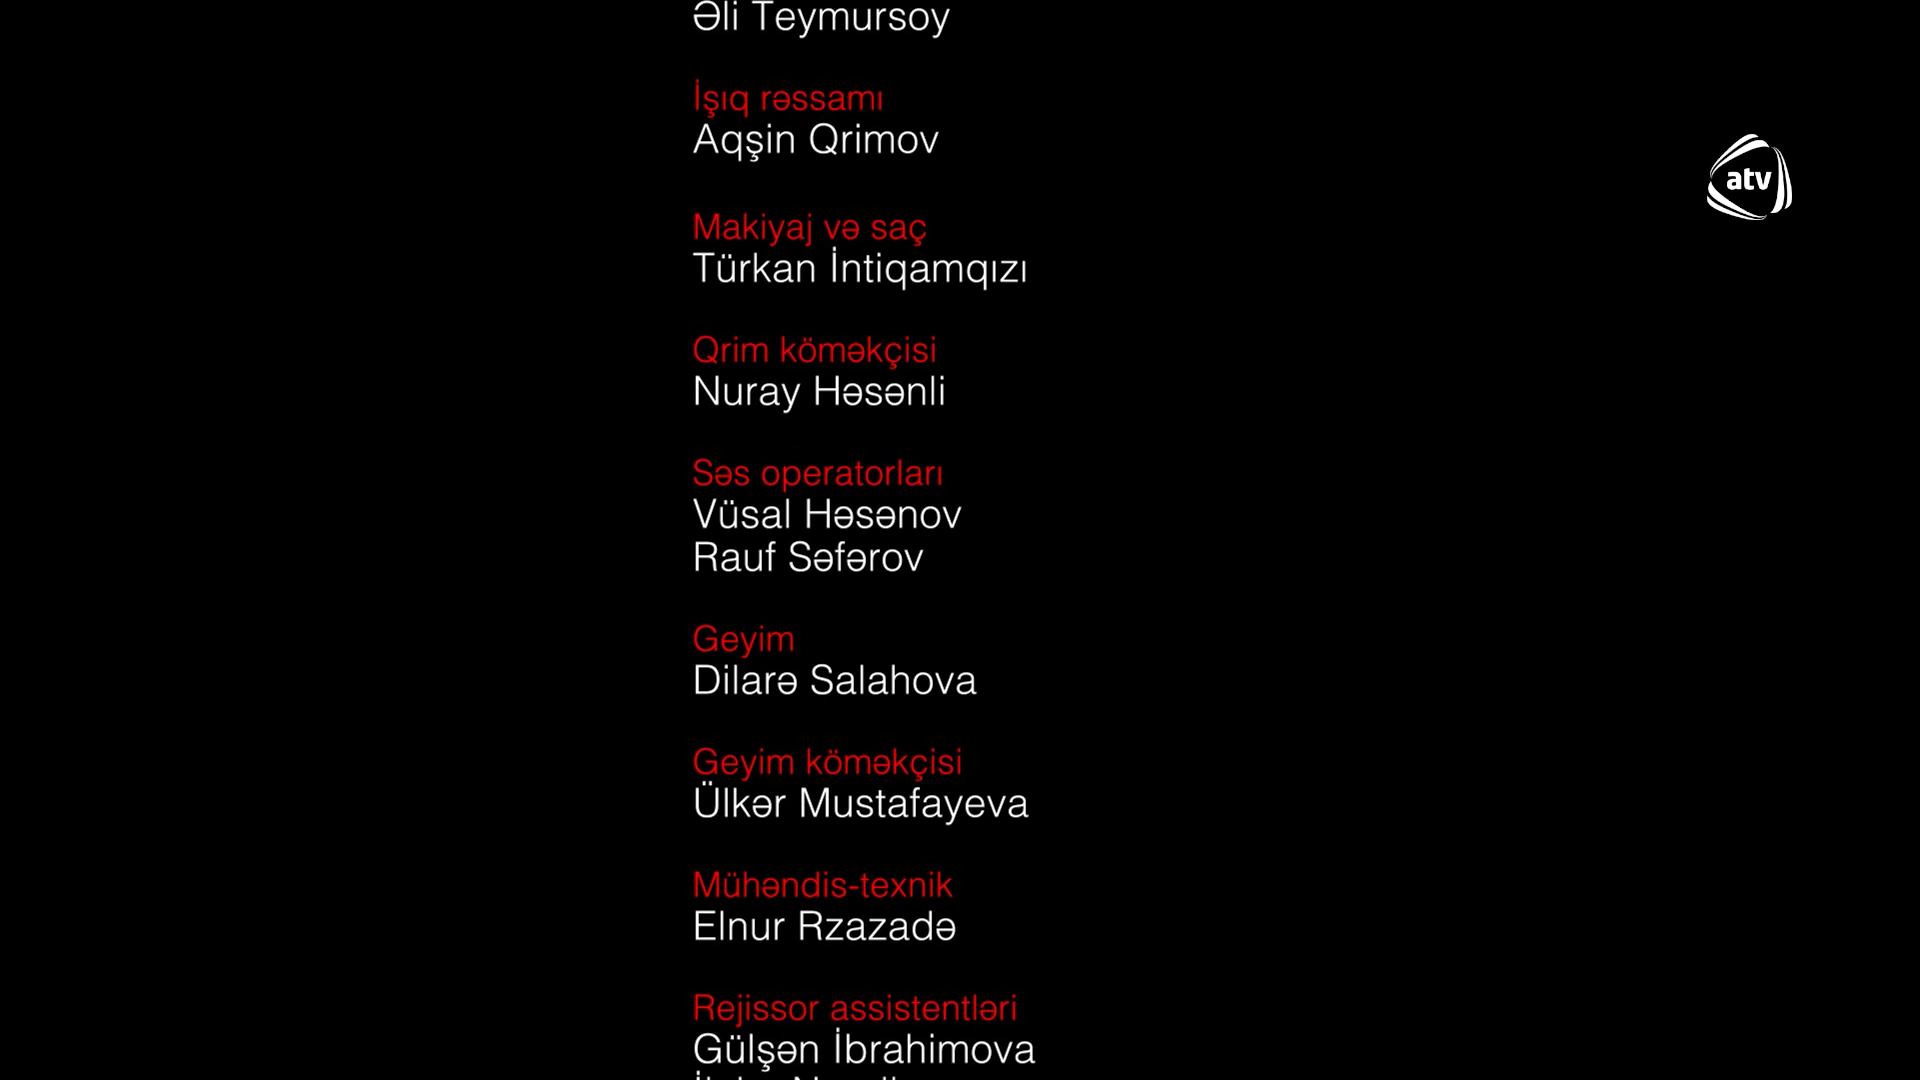 Əli Teymursoy
İşıq rəssamı
Aqşin Qrimov
atv
Makiyaj və saç
Türkan İntiqamqızı
Qrim köməkçisi
Nuray Həsənli
Səs operatorları
Vüsal Həsənov
Rauf Səfərov
Geyim
Dilarə Salahova
Geyim köməkçisi
Ülkər Mustafayeva
Mühəndis-texnik
Elnur Rzazadə
Rejissor assistentləri
Gülşən İbrahimova